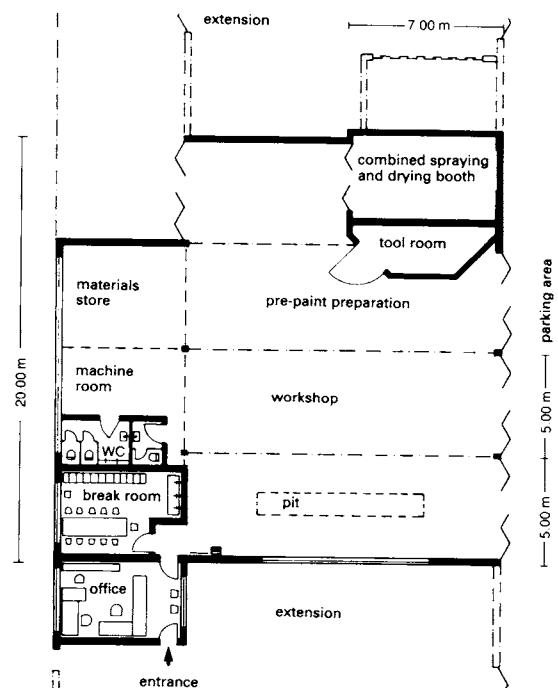 extension
7.00 m
combined spraying
and drying booth
tool room
materials
store
pre-paint preparation
parking area
machine
room
20.00 m
workshop
5.00 m
WC
break room
pit
5.00 m
office
extension
entrance